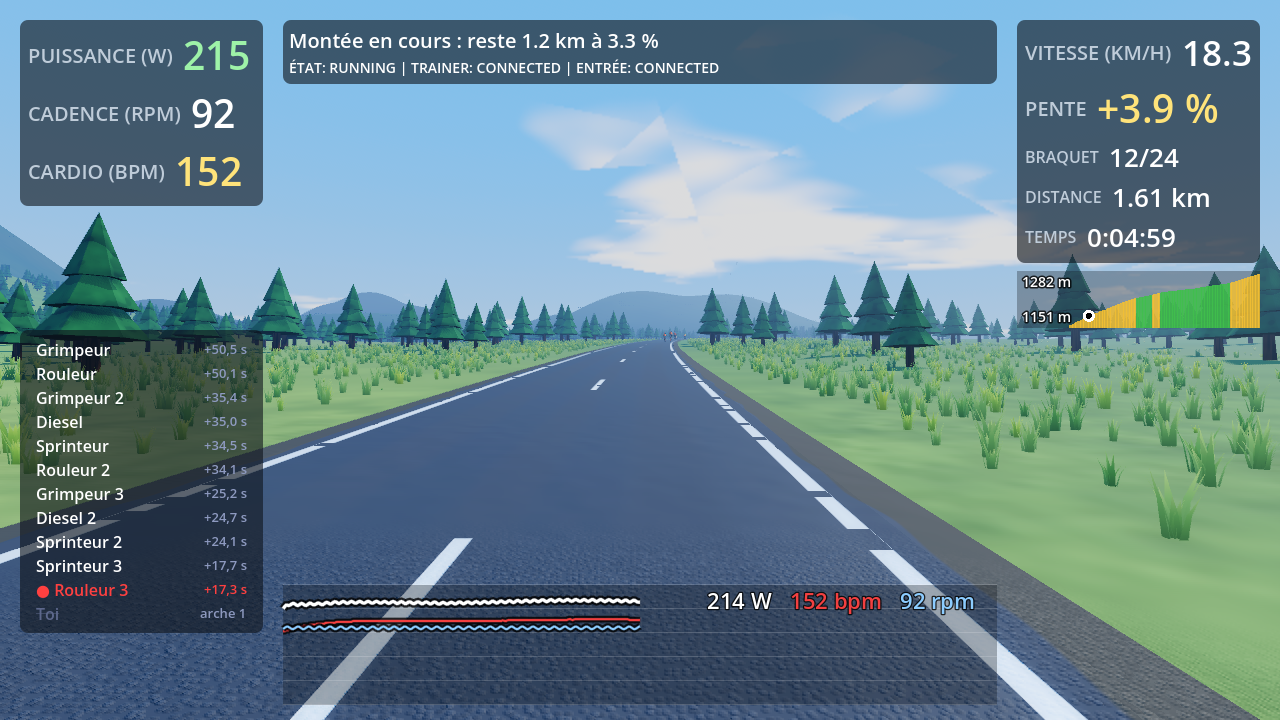 PUISSANCE (W) 215
CADENCE (RPM) 92
CARDIO (BPM) 152
Montée en cours : reste 1.2 km à 3.3 %
ÉTAT: RUNNING | TRAINER: CONNECTED | ENTRÉE: CONNECTED
VITESSE (KM/H) 18.3
PENTE +3.9 %
BRAQUET 12/24
DISTANCE 1.61 km
TEMPS 0:04:59
1282 m
1151 m
Grimpeur +50,5 s
Rouleur +50,1 s
Grimpeur 2 +35,4 s
Diesel +35,0 s
Sprinteur +34,5 s
Rouleur 2 +34,1 s
Grimpeur 3 +25,2 s
Diesel 2 +24,7 s
Sprinteur 2 +24,1 s
Sprinteur 3 +17,7 s
Rouleur 3 +17,3 s
Toi arche 1
214 W 152 bpm 92 rpm